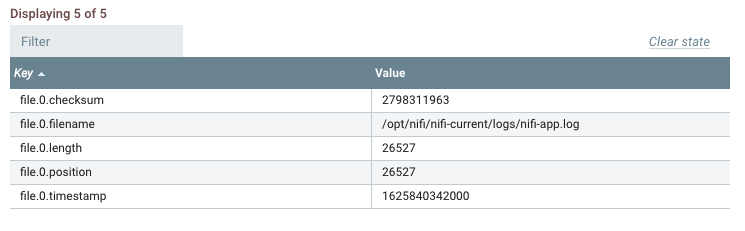 Displaying 5 of 5
Filter
Clear state
Key Value
file.0.checksum 2798311963
file.0.filename /opt/nifi/nifi-current/logs/nifi-app.log
file.0.length 26527
file.0.position 26527
file.0.timestamp 1625840342000